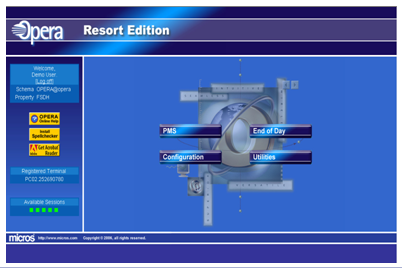 Opera
Resort Edition
Welcome,
Demo User
(Log off)
Schema OPERA@opera
Property FSDH
OPERA
Online Help
Install
Spellchecker
Get Acrobat
Reader
Registered Terminal
PC02.252690780
Available Sessions
PMS
End of Day
Configuration
Utilities
micros http://www.micros.com Copyright © 2006, all rights reserved.